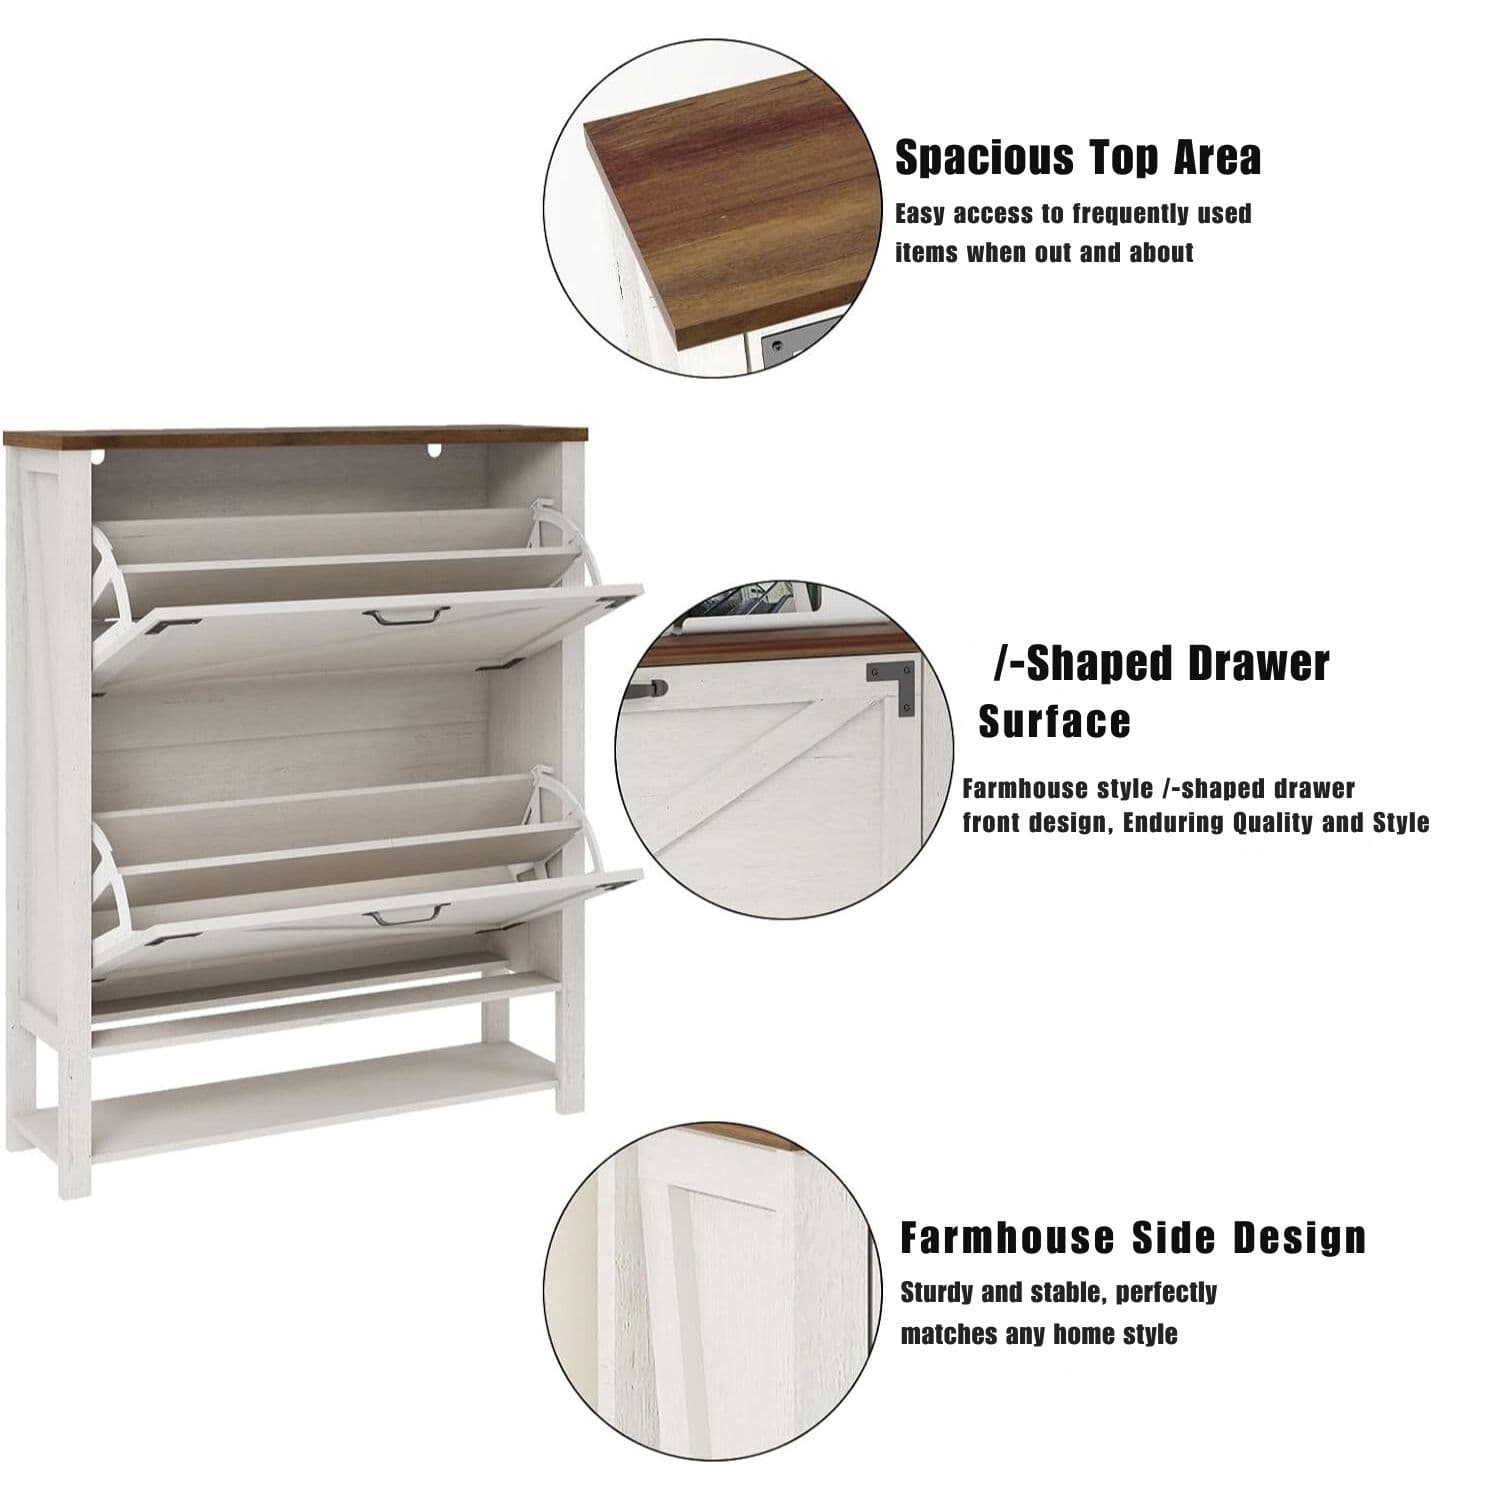 Spacious Top Area
Easy access to frequently used
items when out and about
/-Shaped Drawer
Surface
Farmhouse style /-shaped drawer
front design, Enduring Quality and Style
Farmhouse Side Design
Sturdy and stable, perfectly
matches any home style